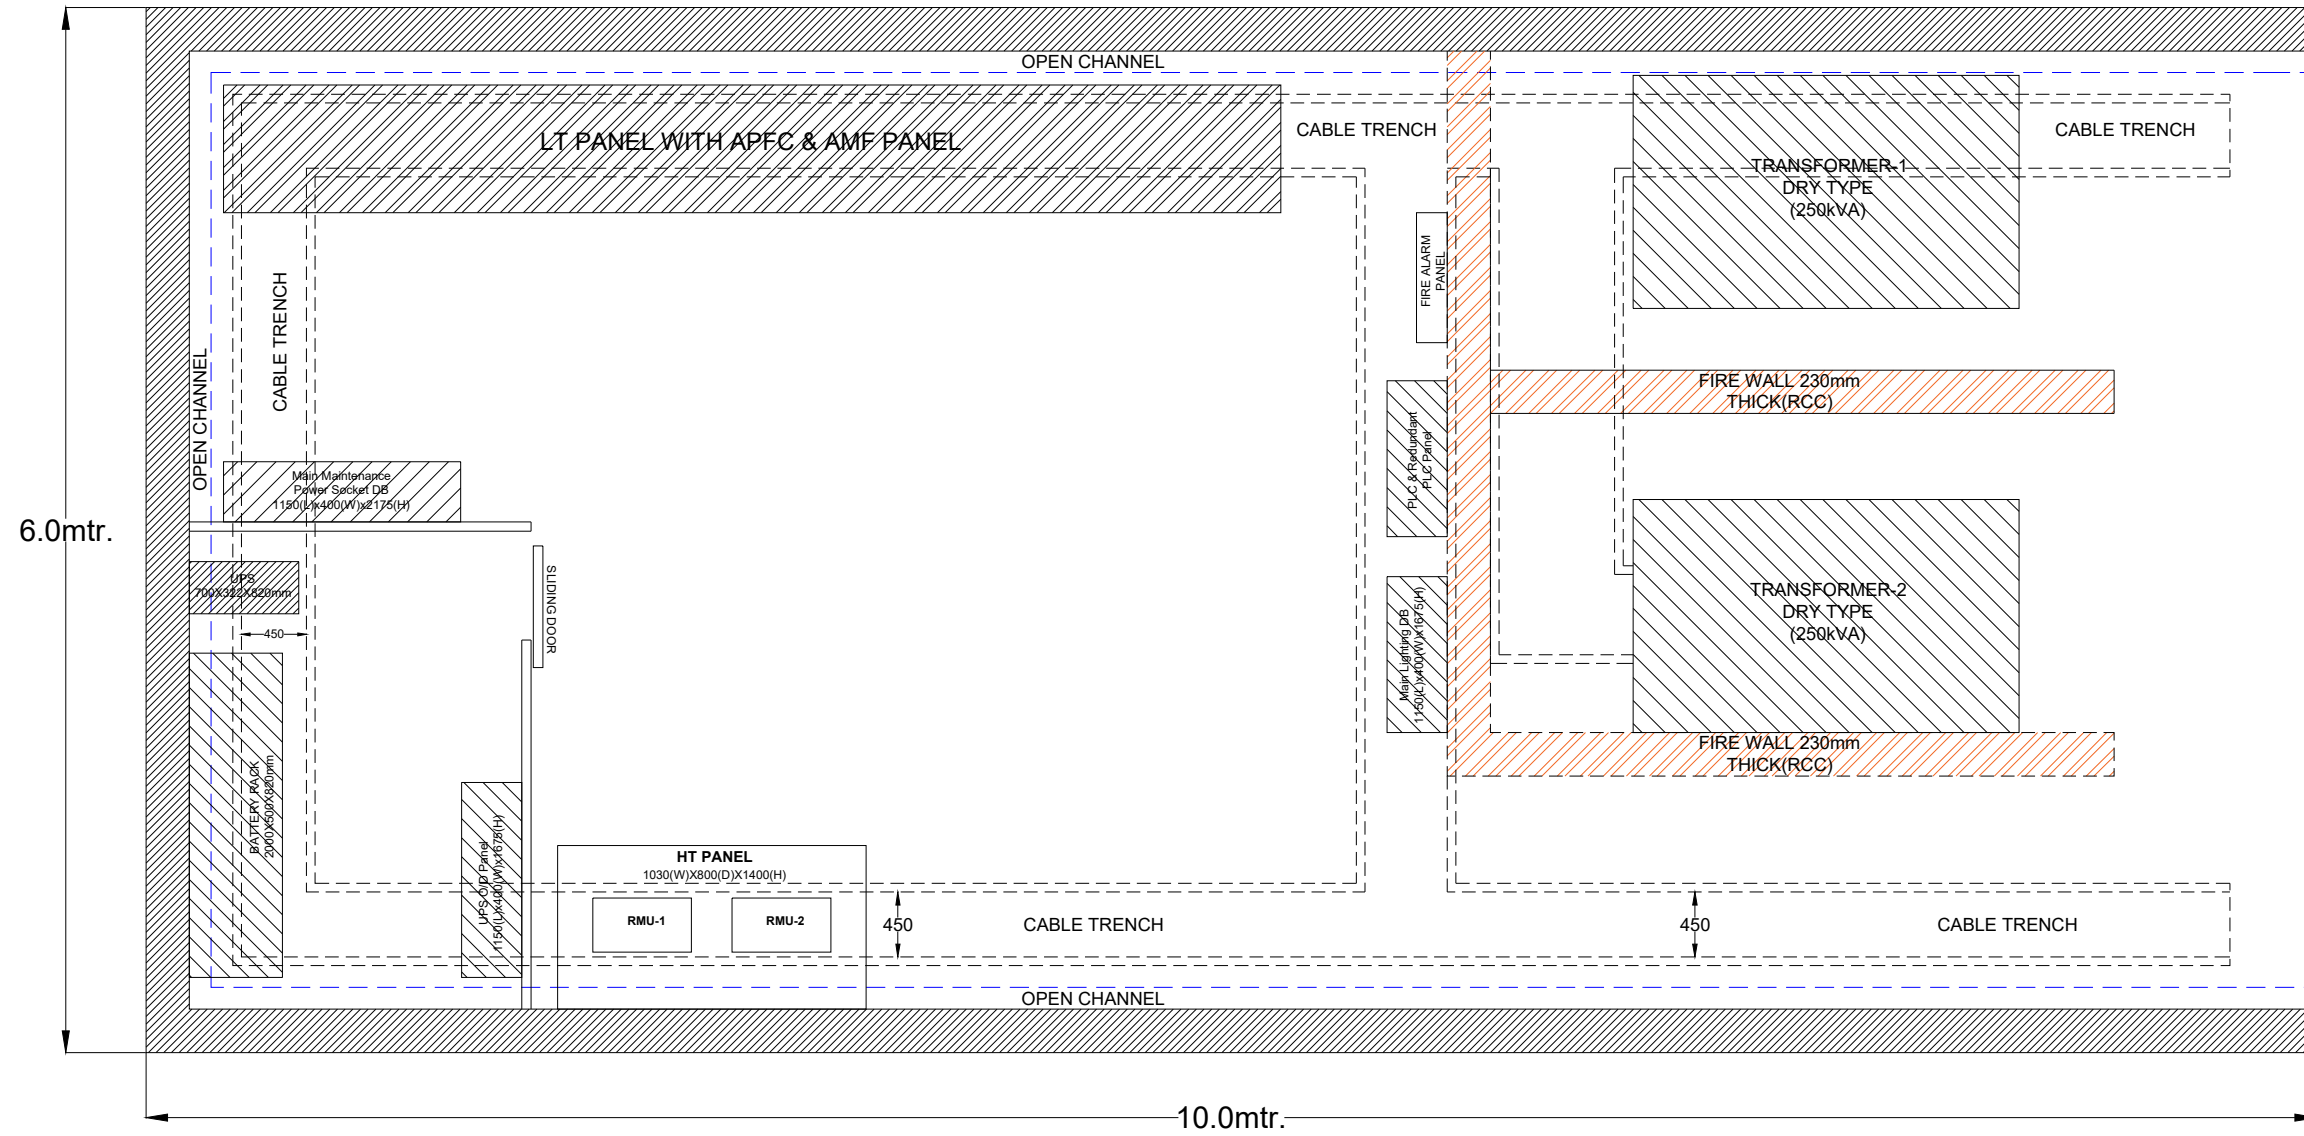 OPEN CHANNEL
LT PANEL WITH APFC & AMF PANEL
CABLE TRENCH
CABLE TRENCH
TRANSFORMER-1
DRY TYPE
(250kVA)
FIRE ALARM
PANEL
CABLE TRENCH
OPEN CHANNEL
FIRE WALL 230mm
THICK(RCC)
PLC & Redundant
PLC Panel
Main Maintenance
Power Socket DB
1150(L)x400(W)x2175(H)
6.0mtr.
UPS
700X322X820mm
SLIDING DOOR
450
TRANSFORMER-2
DRY TYPE
(250kVA)
Main Lighting DB
1150(L)x400(W)x1675(H)
FIRE WALL 230mm
THICK(RCC)
BATTERY RACK
2000X500X820mm
UPS O/D Panel
1150(L)x400(W)x1675(H)
HT PANEL
1030(W)X800(D)X1400(H)
RMU-1
RMU-2
450
CABLE TRENCH
450
CABLE TRENCH
OPEN CHANNEL
10.0mtr.